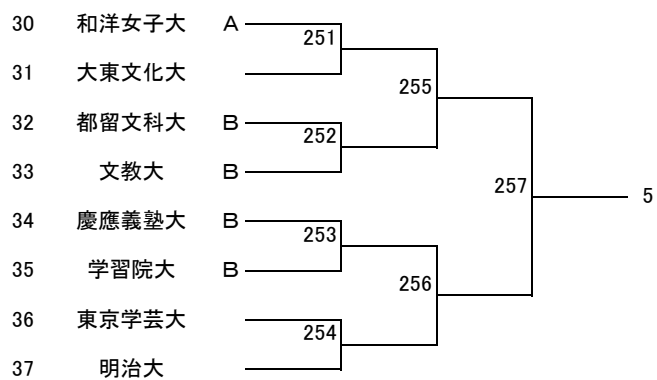 30 和洋女子大 A
251
31 大東文化大
255
32 都留文科大 B
252
33 文教大 B
257
5
34 慶應義塾大 B
253
35 学習院大 B
256
36 東京学芸大
254
37 明治大